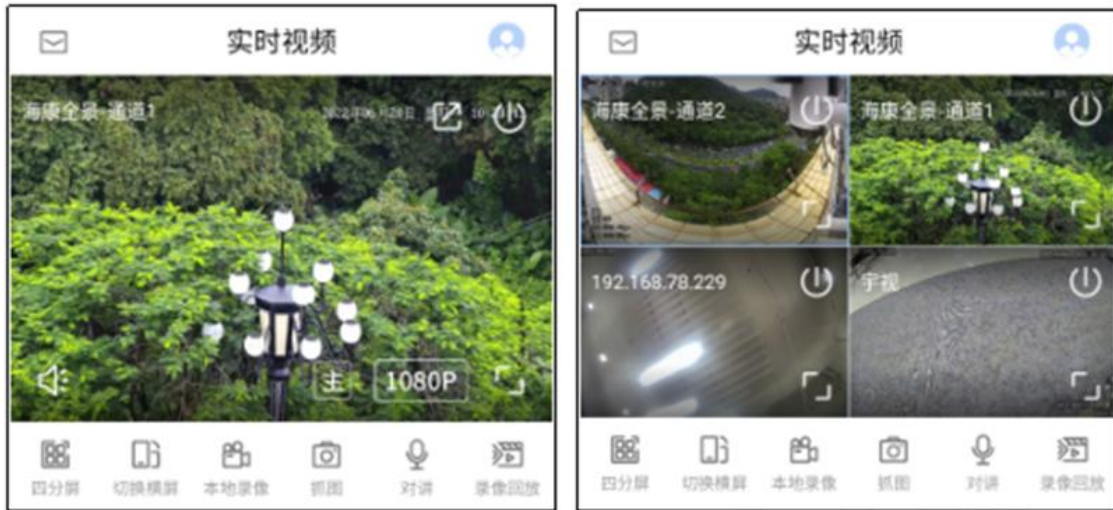 实时视频
海康全景-通道1
主
1080P
四分屏
切换横屏
本地录像
抓图
对讲
录像回放
实时视频
海康全景-通道2
海康全景-通道1
192.168.78.229
宇视
四分屏
切换横屏
本地录像
抓图
对讲
录像回放